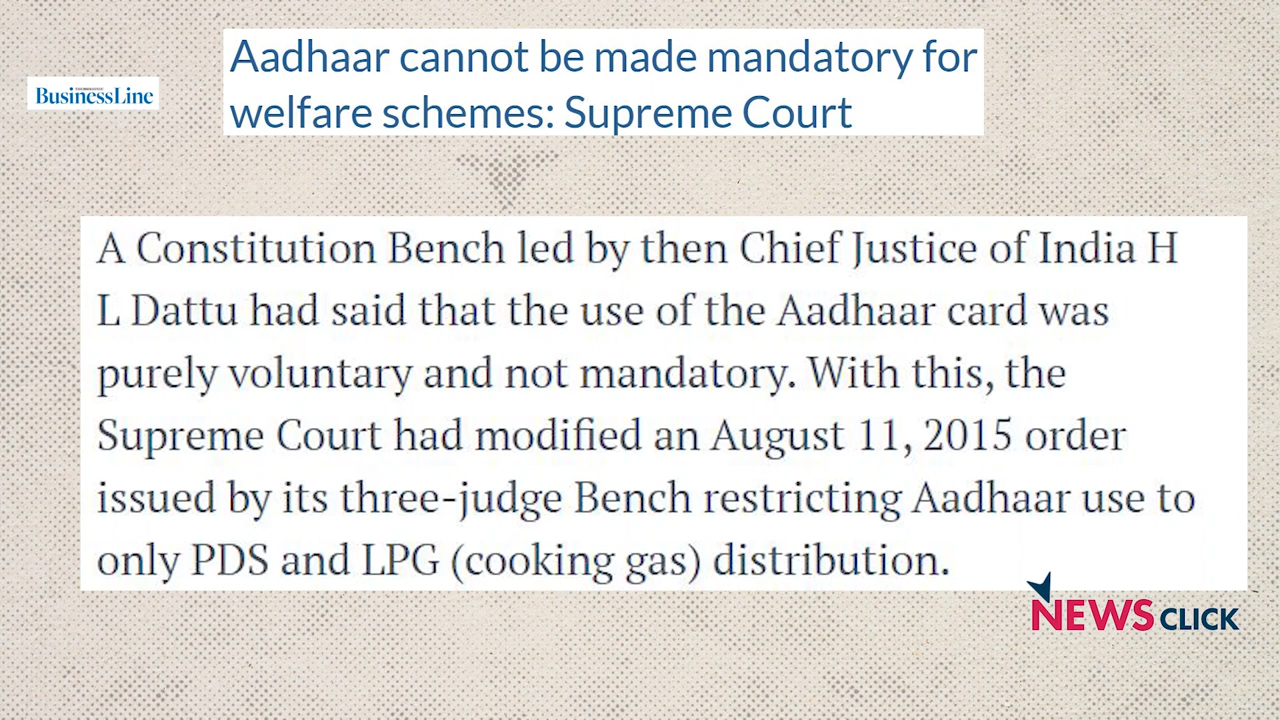 Aadhaar cannot be made mandatory for
BusinessLine
welfare schemes: Supreme Court
A Constitution Bench led by then Chief Justice of India H
L Dattu had said that the use of the Aadhaar card was
purely voluntary and not mandatory. With this, the
Supreme Court had modified an August 11, 2015 order
issued by its three-judge Bench restricting Aadhaar use to
only PDS and LPG (cooking gas) distribution.
NEWSCLICK